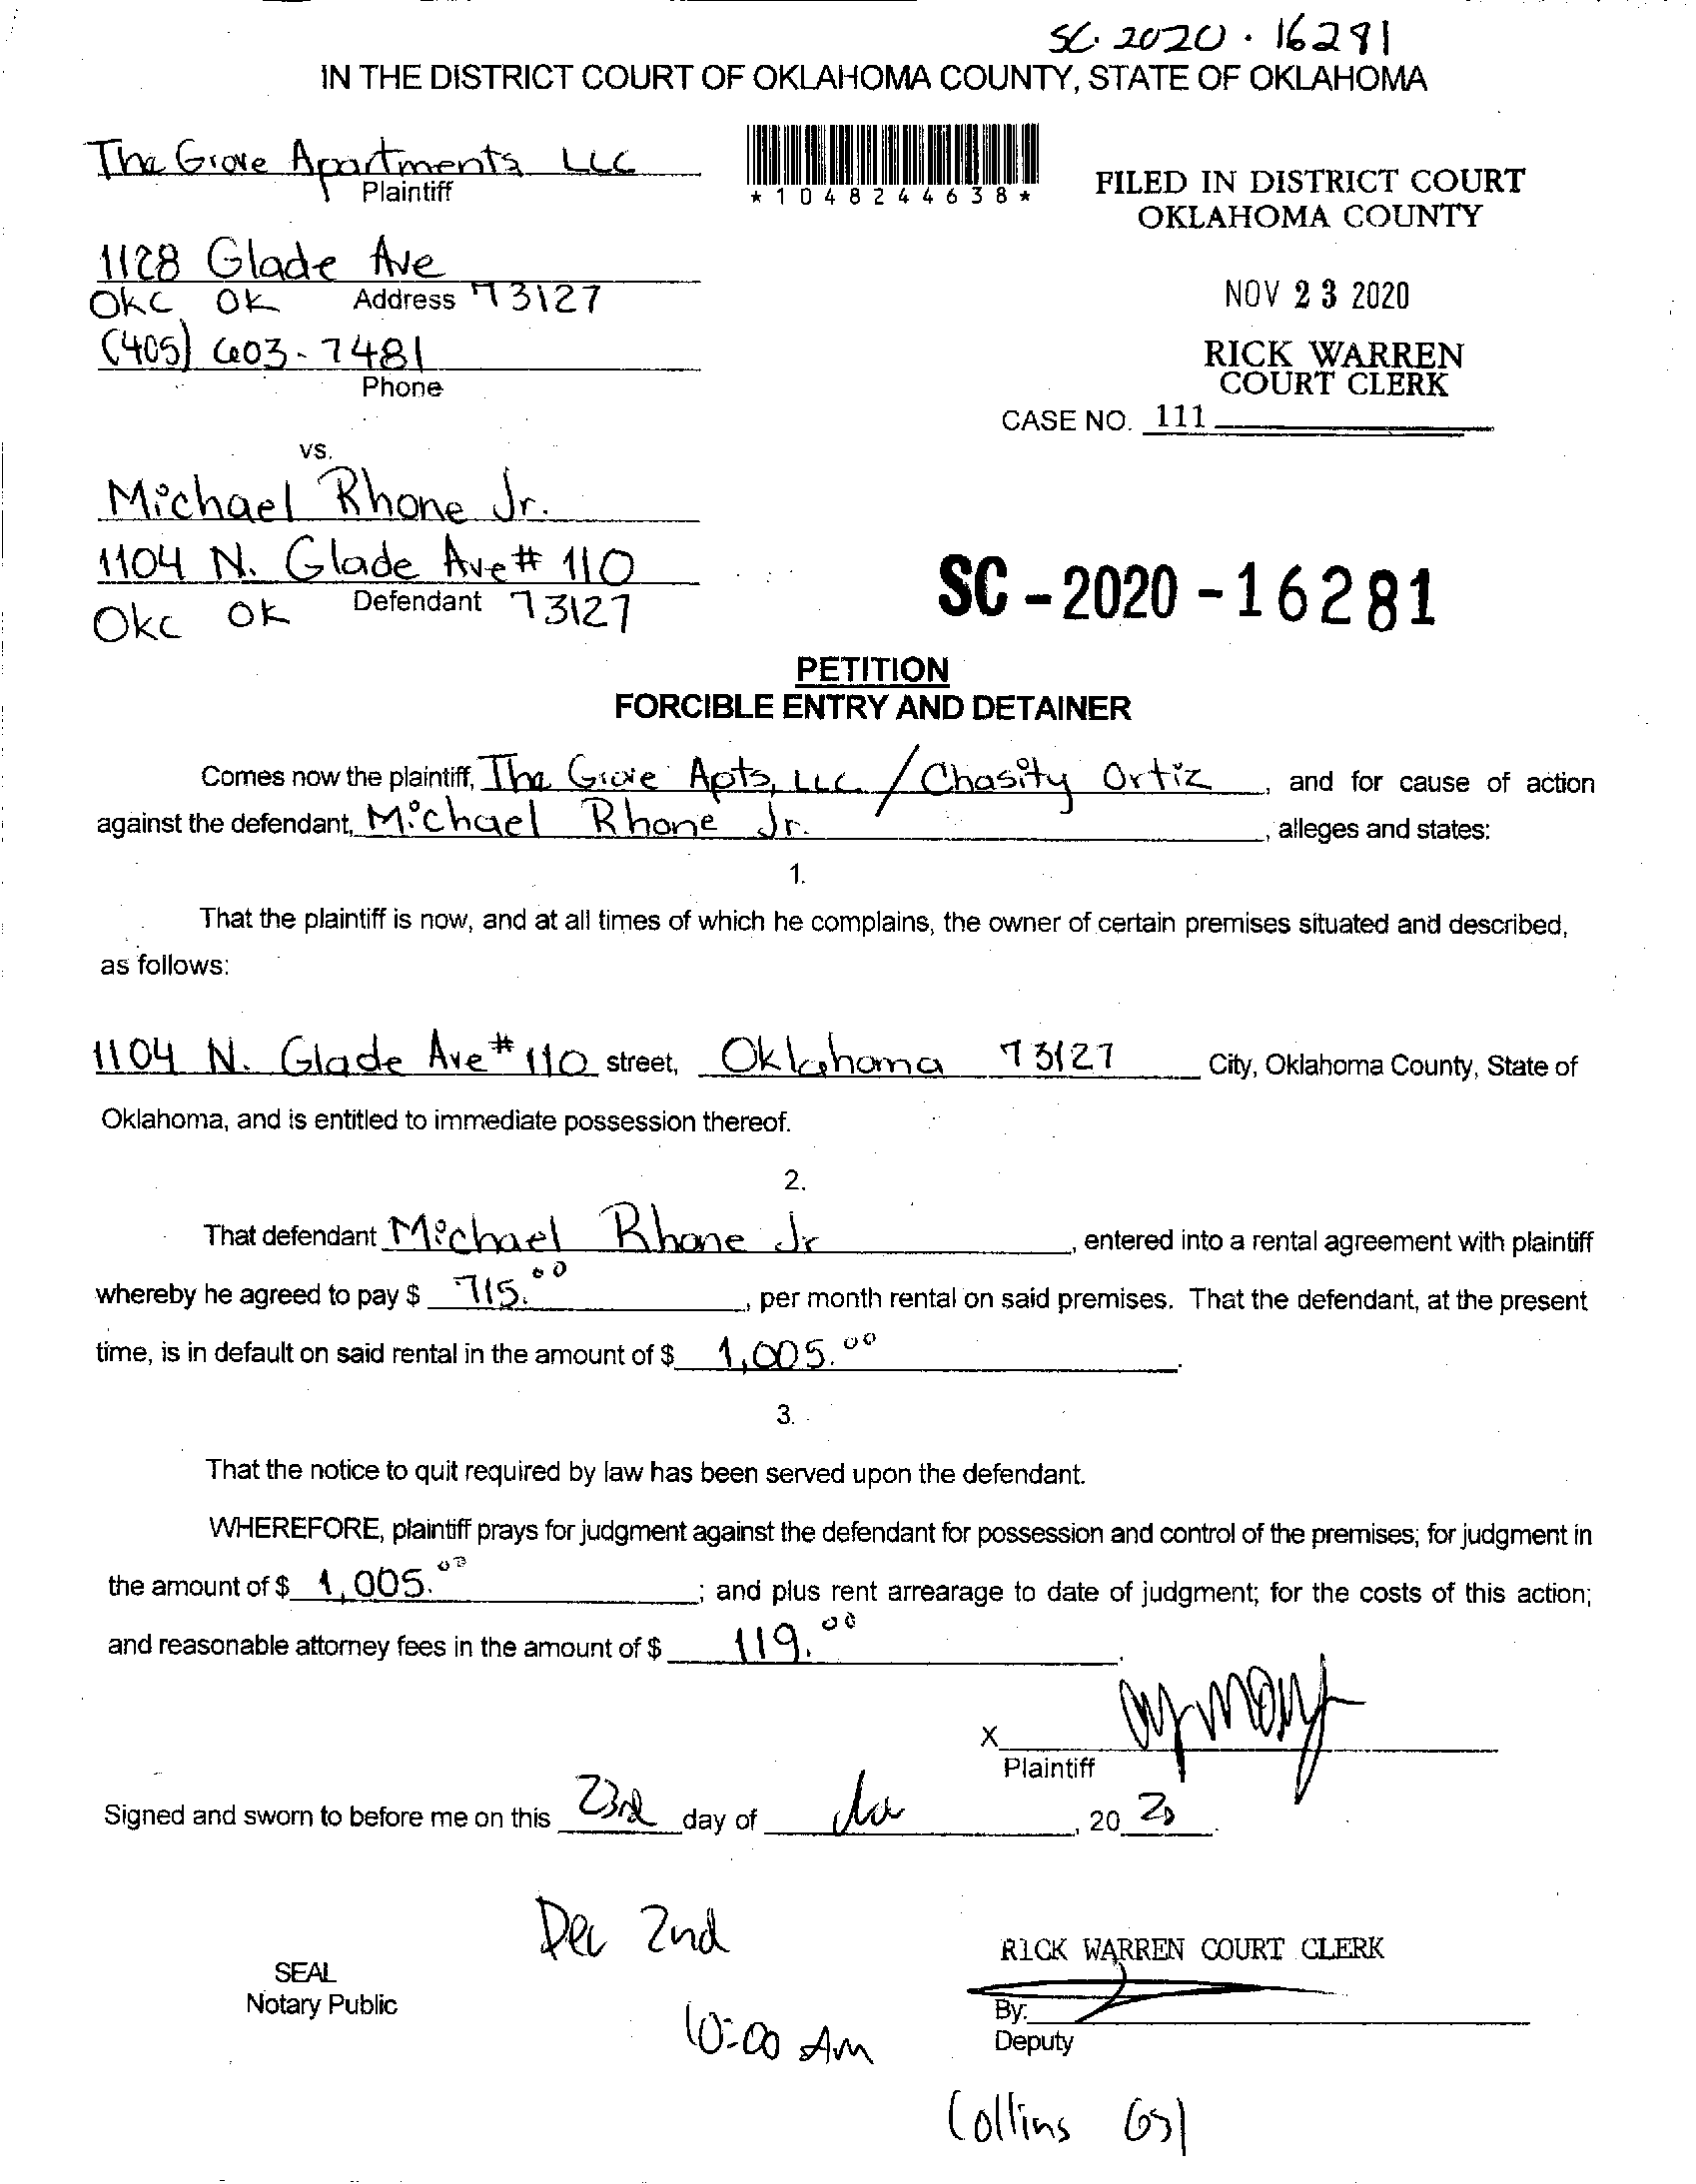 SC. 2020 . 16281
IN THE DISTRICT COURT OF OKLAHOMA COUNTY, STATE OF OKLAHOMA
The Grove Apartments LLC
Plaintiff
*1048244638*
FILED IN DISTRICT COURT
OKLAHOMA COUNTY
1128 Glade Ave
Okc Ok Address 73127
NOV 23 2020
(405) 603-7481
Phone
RICK WARREN
COURT CLERK
CASE NO. 111
vs.
Michael Rhone Jr.
1104 N. Glade Ave # 110
Defendant
Okc Ok 73127
SC-2020-16281
PETITION
FORCIBLE ENTRY AND DETAINER
Comes now the plaintiff, The Grove Apts, LLC / Chasity Ortiz, and for cause of action
against the defendant, Michael Rhone Jr., alleges and states:
1.
That the plaintiff is now, and at all times of which he complains, the owner of certain premises situated and described,
as follows:
1104 N. Glade Ave # 110 street, Oklahoma 73127 City, Oklahoma County, State of
Oklahoma, and is entitled to immediate possession thereof.
2.
That defendant Michael Rhone Jr, entered into a rental agreement with plaintiff
whereby he agreed to pay $ 715.00, per month rental on said premises. That the defendant, at the present
time, is in default on said rental in the amount of $ 1,005.00.
3.
That the notice to quit required by law has been served upon the defendant.
WHEREFORE, plaintiff prays for judgment against the defendant for possession and control of the premises; for judgment in
the amount of $ 1,005.00; and plus rent arrearage to date of judgment; for the costs of this action;
and reasonable attorney fees in the amount of $ 119.00.
X
Plaintiff
Signed and sworn to before me on this 23rd day of , 20 20.
Dec 2nd
RICK WARREN COURT CLERK
SEAL
Notary Public
By:
10:00 AM
Deputy
Collins